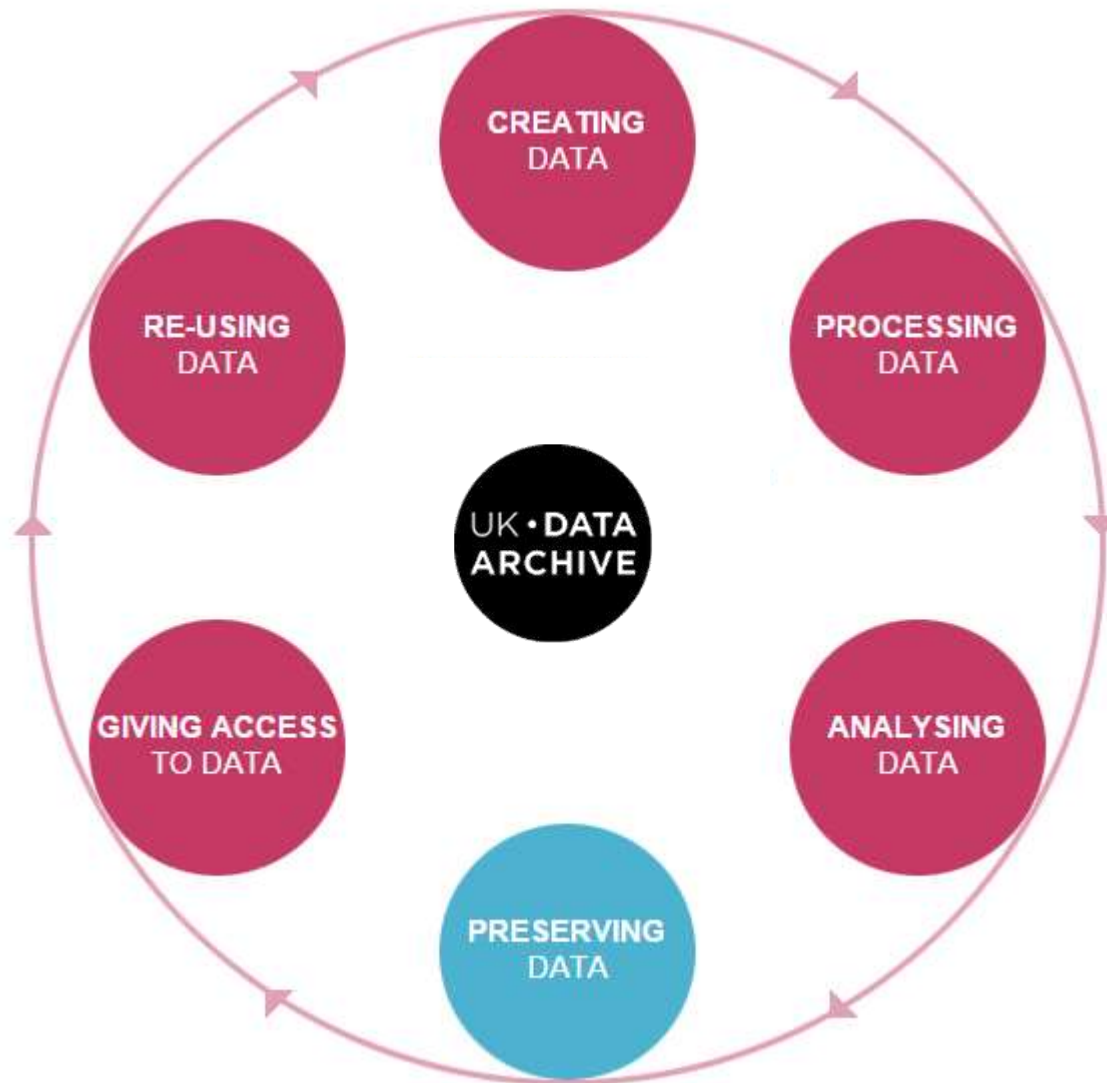 CREATING
DATA
PROCESSING
DATA
ANALYSING
DATA
PRESERVING
DATA
GIVING ACCESS
TO DATA
RE-USING
DATA
UK • DATA
ARCHIVE